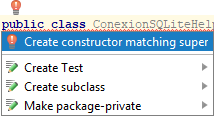 public class ConexionSQLiteHelp
Create constructor matching super
Create Test
Create subclass
Make package-private